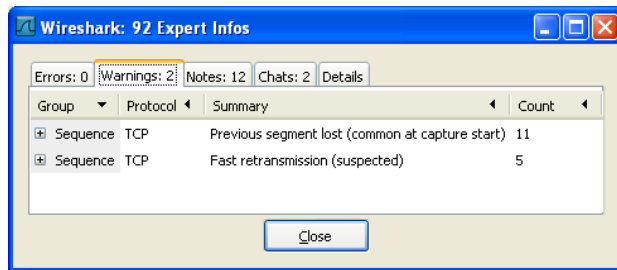 Wireshark: 92 Expert Infos
Errors: 0 Warnings: 2 Notes: 12 Chats: 2 Details
Group Protocol Summary Count
Sequence TCP Previous segment lost (common at capture start) 11
Sequence TCP Fast retransmission (suspected) 5
Close